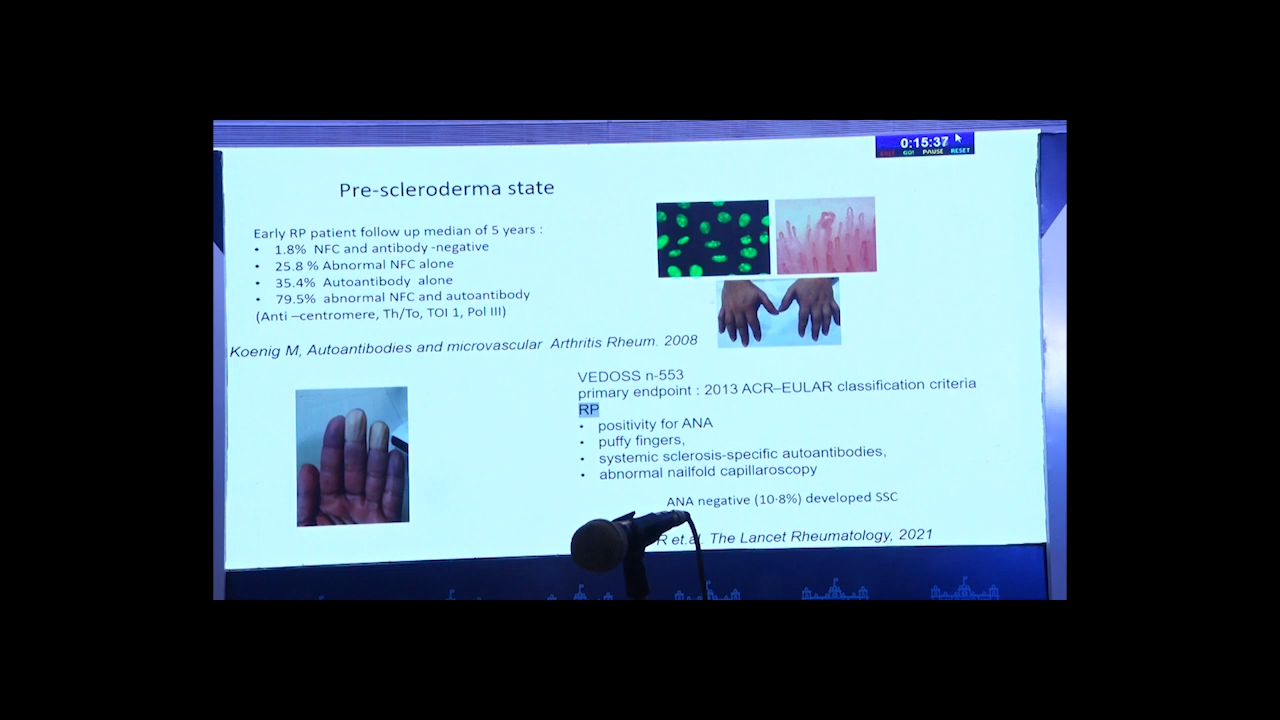 0:15:37
EXIT GO! PAUSE RESET
Pre-scleroderma state
Early RP patient follow up median of 5 years :
• 1.8% NFC and antibody -negative
• 25.8 % Abnormal NFC alone
• 35.4% Autoantibody alone
• 79.5% abnormal NFC and autoantibody
(Anti –centromere, Th/To, TOI 1, Pol III)
Koenig M, Autoantibodies and microvascular Arthritis Rheum. 2008
VEDOSS n-553
primary endpoint : 2013 ACR–EULAR classification criteria
RP
• positivity for ANA
• puffy fingers,
• systemic sclerosis-specific autoantibodies,
• abnormal nailfold capillaroscopy
ANA negative (10·8%) developed SSC
R et.al. The Lancet Rheumatology, 2021